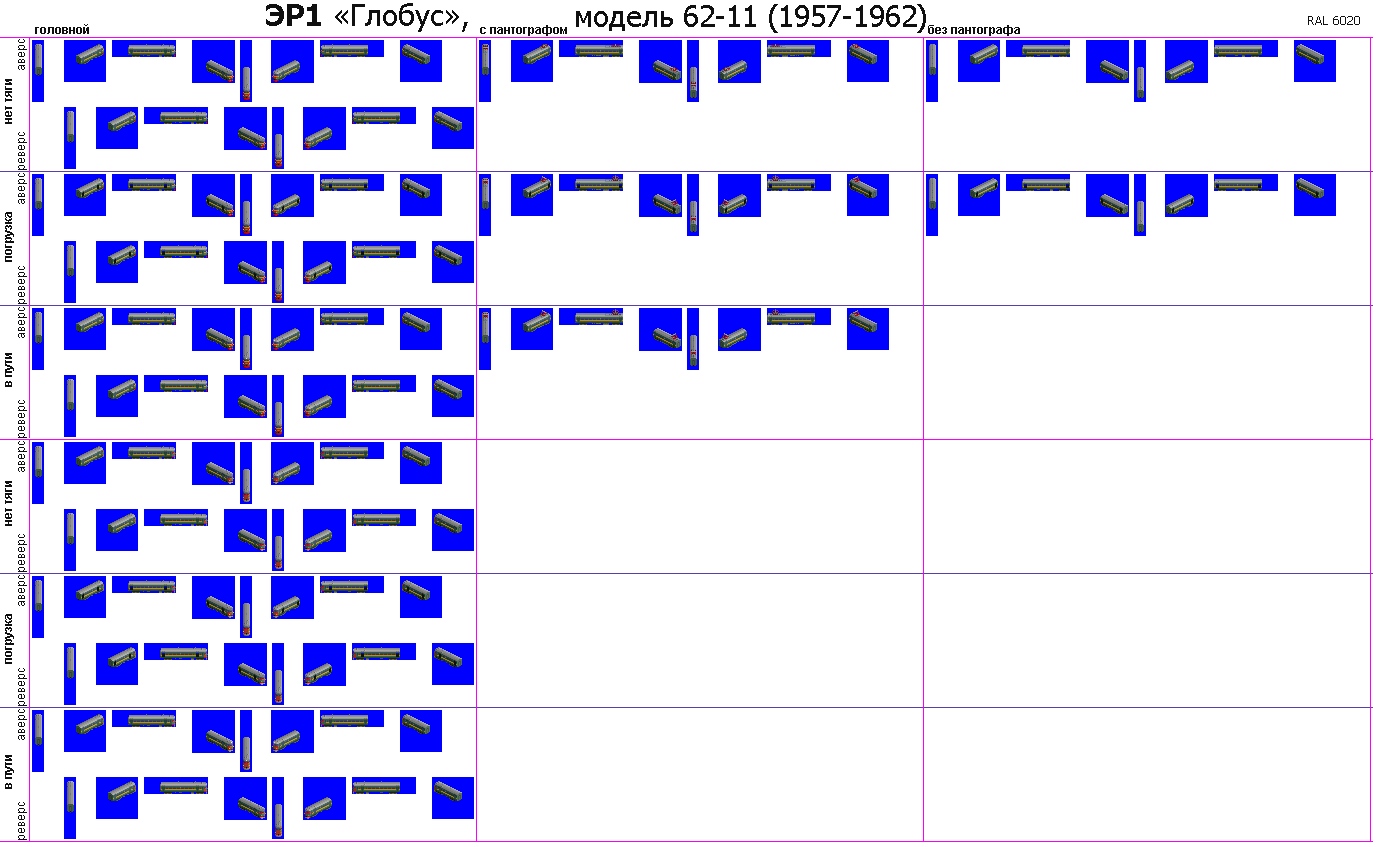 ЭР1 «Глобус», модель 62-11 (1957-1962)
RAL 6020
головной
с пантографом
без пантографа
нет тяги
аверс
реверс
погрузка
аверс
реверс
в пути
аверс
реверс
нет тяги
аверс
реверс
погрузка
аверс
реверс
в пути
аверс
реверс